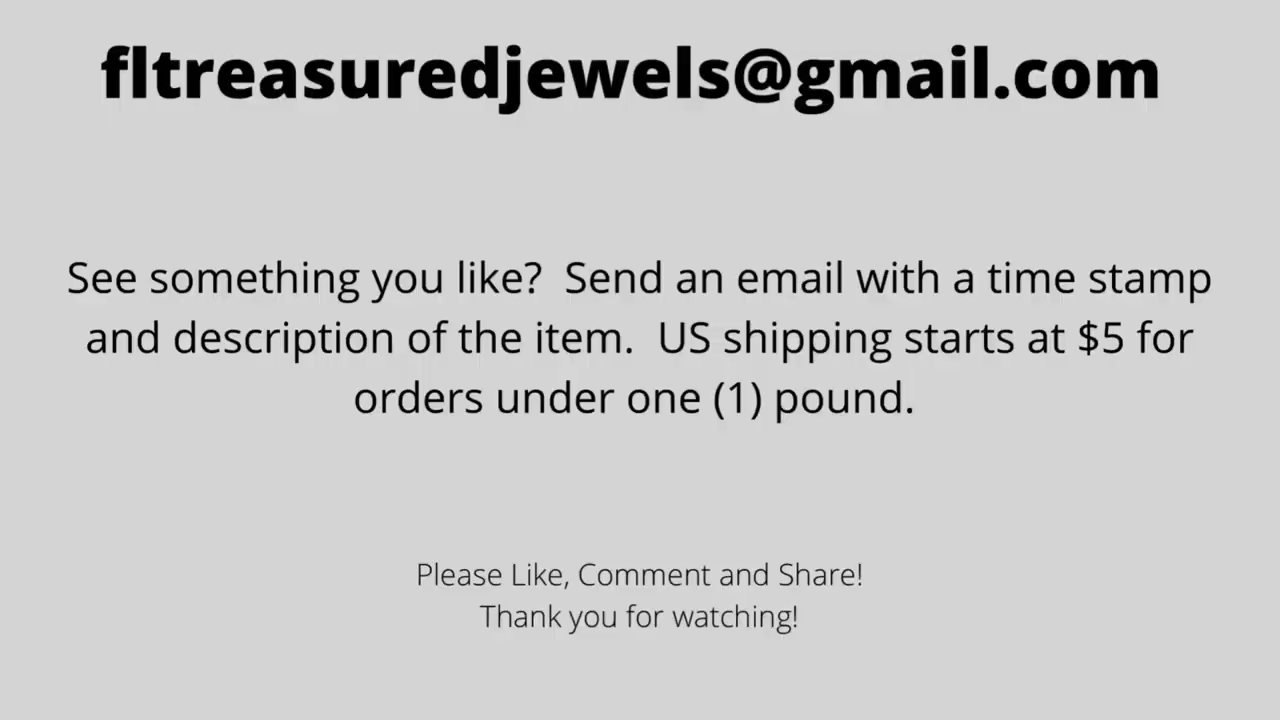 fltreasuredjewels@gmail.com
See something you like?  Send an email with a time stamp
and description of the item.  US shipping starts at $5 for
orders under one (1) pound.
Please Like, Comment and Share!
Thank you for watching!